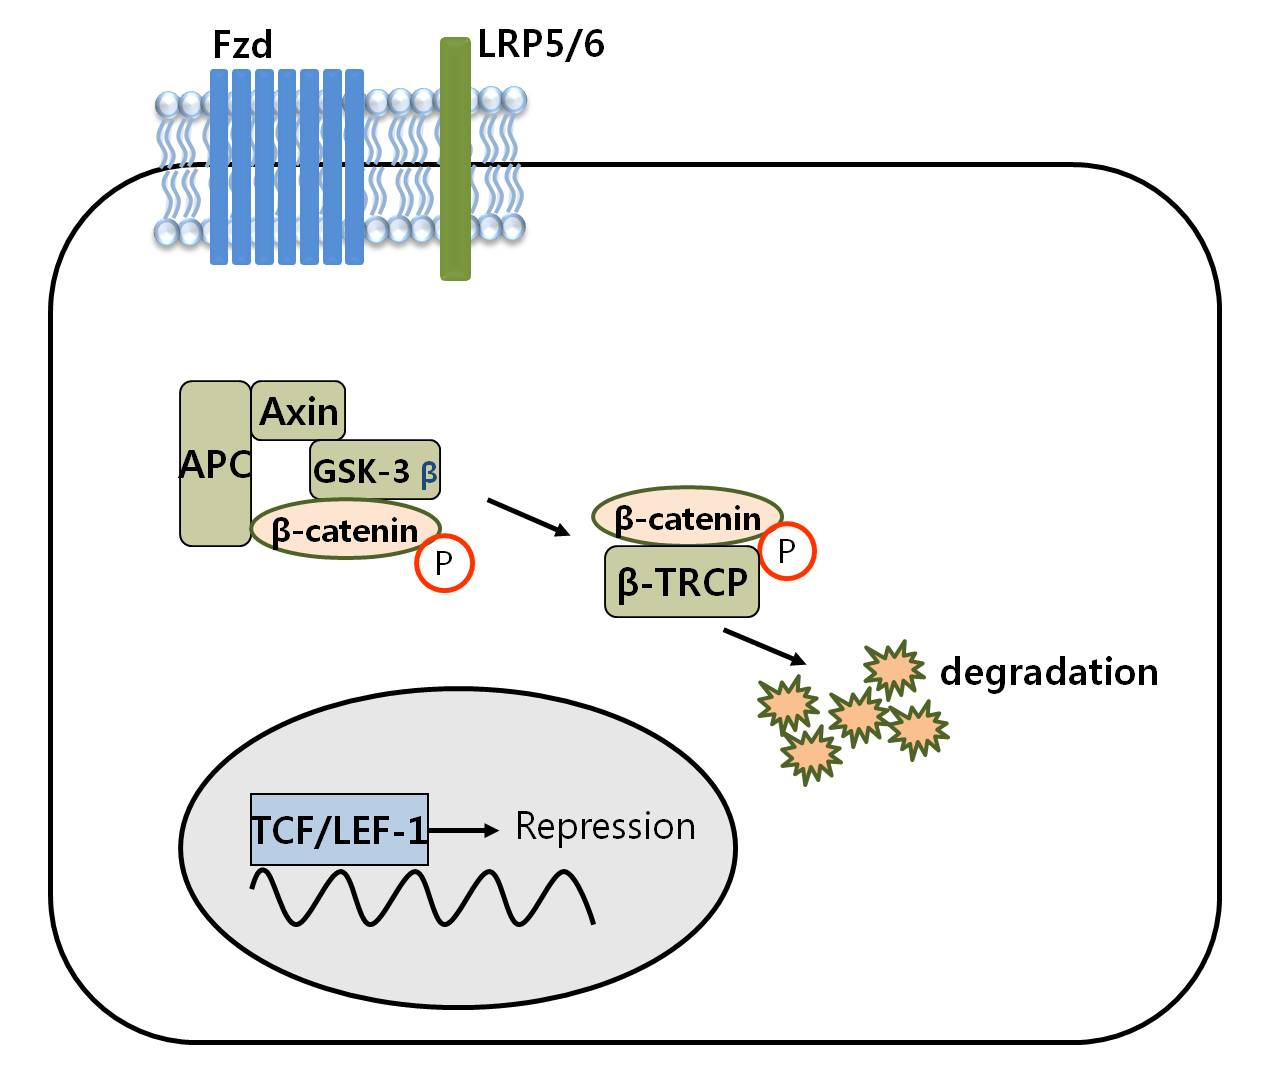 Fzd
LRP5/6
Axin
APC
GSK-3 β
β-catenin
P
β-catenin
P
β-TRCP
degradation
TCF/LEF-1
Repression